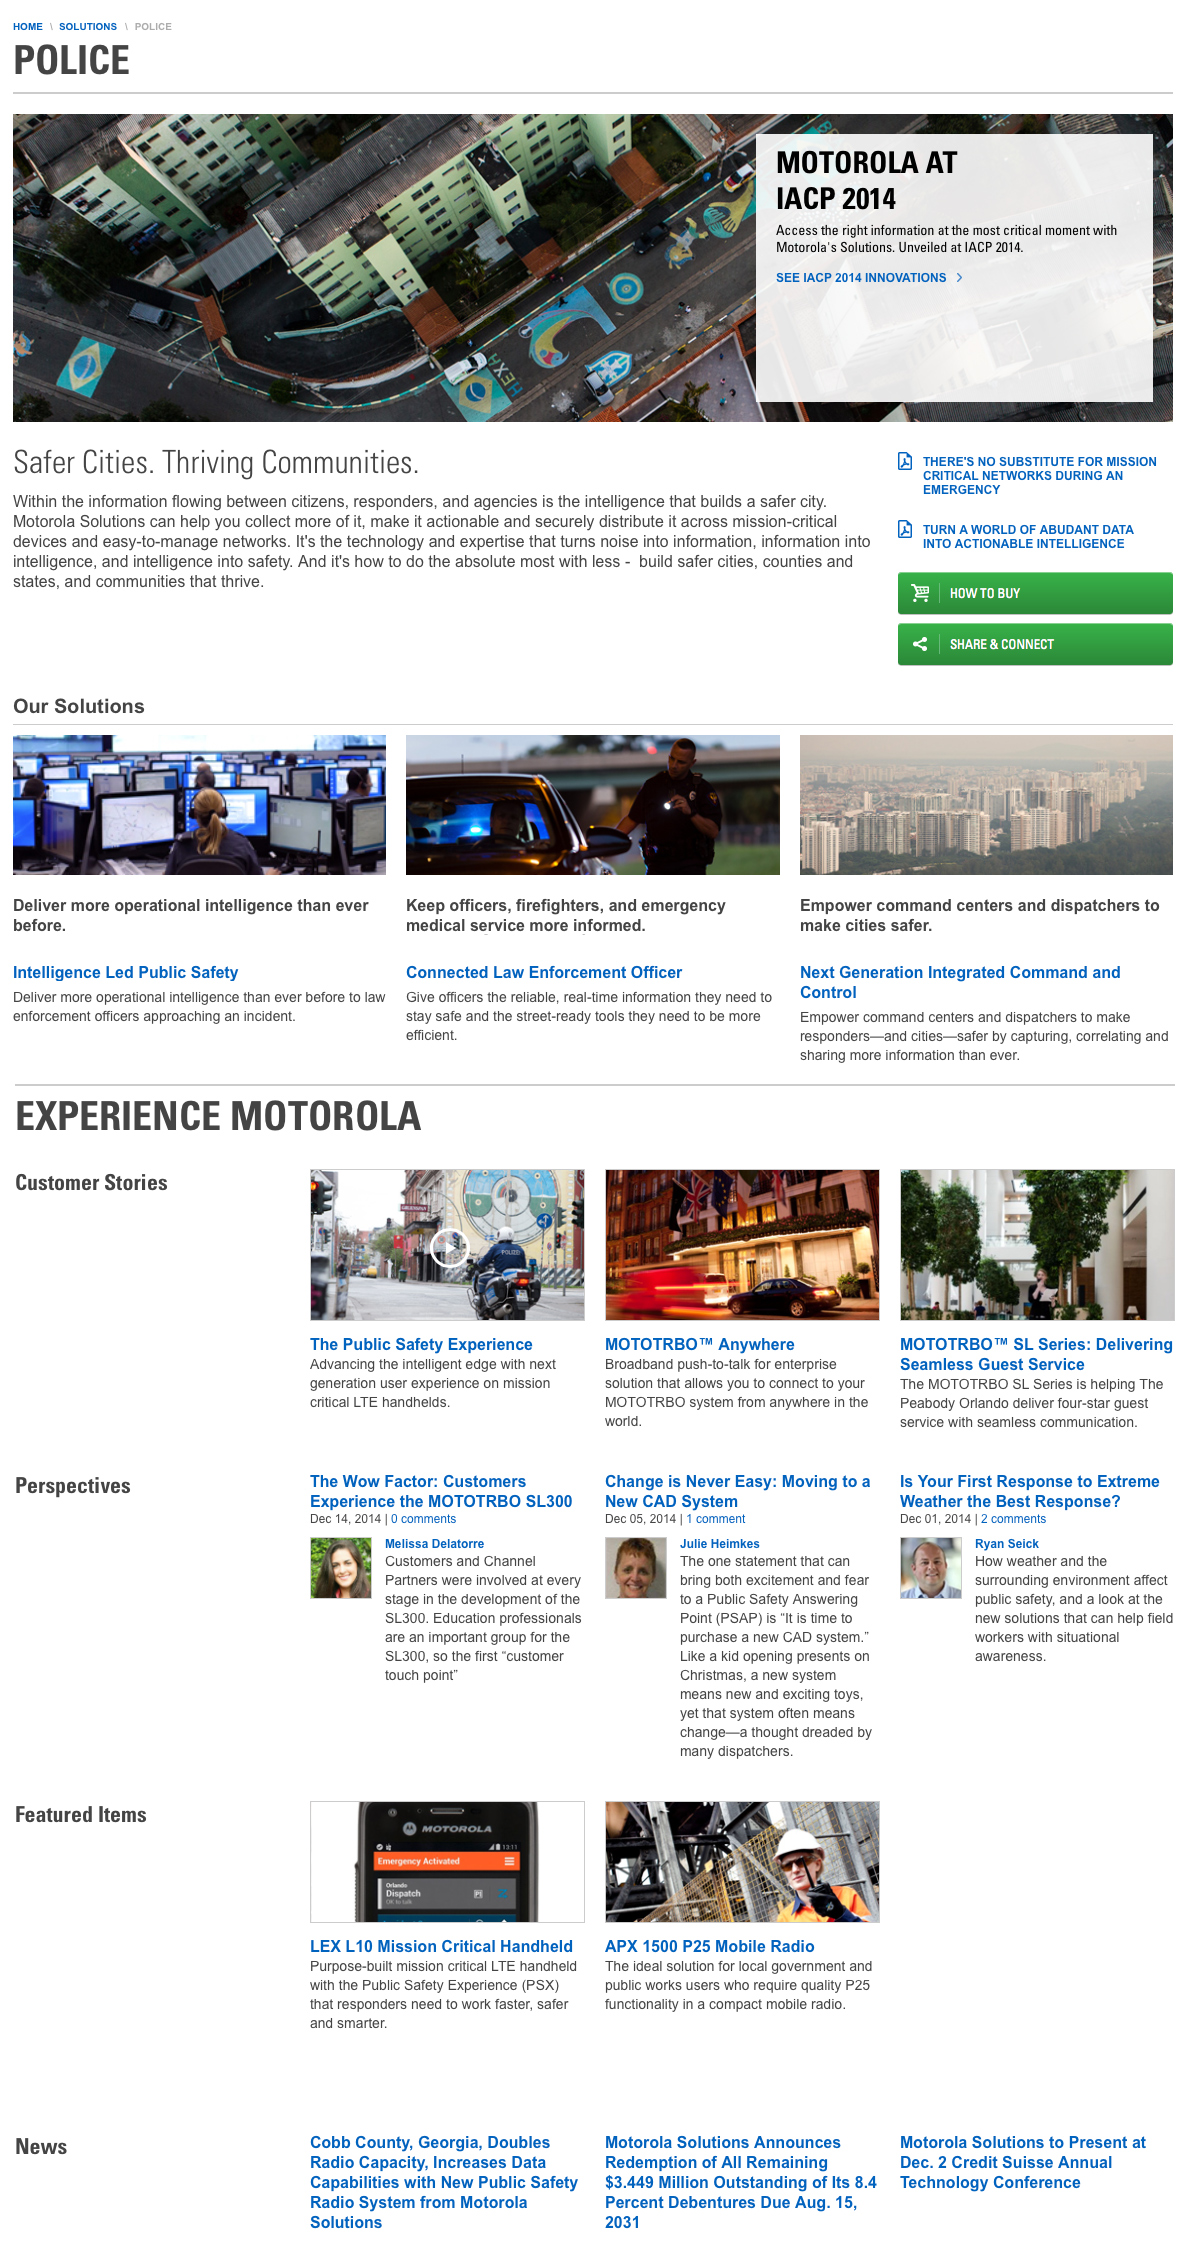 HOME \ SOLUTIONS \ POLICE
POLICE
MOTOROLA AT
IACP 2014
Access the right information at the most critical moment with
Motorola's Solutions. Unveiled at IACP 2014.
SEE IACP 2014 INNOVATIONS
HEXA
Safer Cities. Thriving Communities.
Within the information flowing between citizens, responders, and agencies is the intelligence that builds a safer city.
Motorola Solutions can help you collect more of it, make it actionable and securely distribute it across mission-critical
devices and easy-to-manage networks. It's the technology and expertise that turns noise into information, information into
intelligence, and intelligence into safety. And it's how to do the absolute most with less - build safer cities, counties and
states, and communities that thrive.
THERE'S NO SUBSTITUTE FOR MISSION
CRITICAL NETWORKS DURING AN
EMERGENCY
TURN A WORLD OF ABUDANT DATA
INTO ACTIONABLE INTELLIGENCE
HOW TO BUY
SHARE & CONNECT
Our Solutions
Deliver more operational intelligence than ever
before.
Keep officers, firefighters, and emergency
medical service more informed.
Empower command centers and dispatchers to
make cities safer.
Intelligence Led Public Safety
Deliver more operational intelligence than ever before to law
enforcement officers approaching an incident.
Connected Law Enforcement Officer
Give officers the reliable, real-time information they need to
stay safe and the street-ready tools they need to be more
efficient.
Next Generation Integrated Command and
Control
Empower command centers and dispatchers to make
responders—and cities—safer by capturing, correlating and
sharing more information than ever.
EXPERIENCE MOTOROLA
Customer Stories
POLIZEI
The Public Safety Experience
Advancing the intelligent edge with next
generation user experience on mission
critical LTE handhelds.
MOTOTRBO™ Anywhere
Broadband push-to-talk for enterprise
solution that allows you to connect to your
MOTOTRBO system from anywhere in the
world.
MOTOTRBO™ SL Series: Delivering
Seamless Guest Service
The MOTOTRBO SL Series is helping The
Peabody Orlando deliver four-star guest
service with seamless communication.
Perspectives
The Wow Factor: Customers
Experience the MOTOTRBO SL300
Dec 14, 2014 | 0 comments
Melissa Delatorre
Customers and Channel
Partners were involved at every
stage in the development of the
SL300. Education professionals
are an important group for the
SL300, so the first “customer
touch point”
Change is Never Easy: Moving to a
New CAD System
Dec 05, 2014 | 1 comment
Julie Heimkes
The one statement that can
bring both excitement and fear
to a Public Safety Answering
Point (PSAP) is “It is time to
purchase a new CAD system.”
Like a kid opening presents on
Christmas, a new system
means new and exciting toys,
yet that system often means
change—a thought dreaded by
many dispatchers.
Is Your First Response to Extreme
Weather the Best Response?
Dec 01, 2014 | 2 comments
Ryan Seick
How weather and the
surrounding environment affect
public safety, and a look at the
new solutions that can help field
workers with situational
awareness.
Featured Items
MOTOROLA
13:11
Emergency Activated
Orlando
Dispatch
OK to talk
LEX L10 Mission Critical Handheld
Purpose-built mission critical LTE handheld
with the Public Safety Experience (PSX)
that responders need to work faster, safer
and smarter.
APX 1500 P25 Mobile Radio
The ideal solution for local government and
public works users who require quality P25
functionality in a compact mobile radio.
News
Cobb County, Georgia, Doubles
Radio Capacity, Increases Data
Capabilities with New Public Safety
Radio System from Motorola
Solutions
Motorola Solutions Announces
Redemption of All Remaining
$3.449 Million Outstanding of Its 8.4
Percent Debentures Due Aug. 15,
2031
Motorola Solutions to Present at
Dec. 2 Credit Suisse Annual
Technology Conference